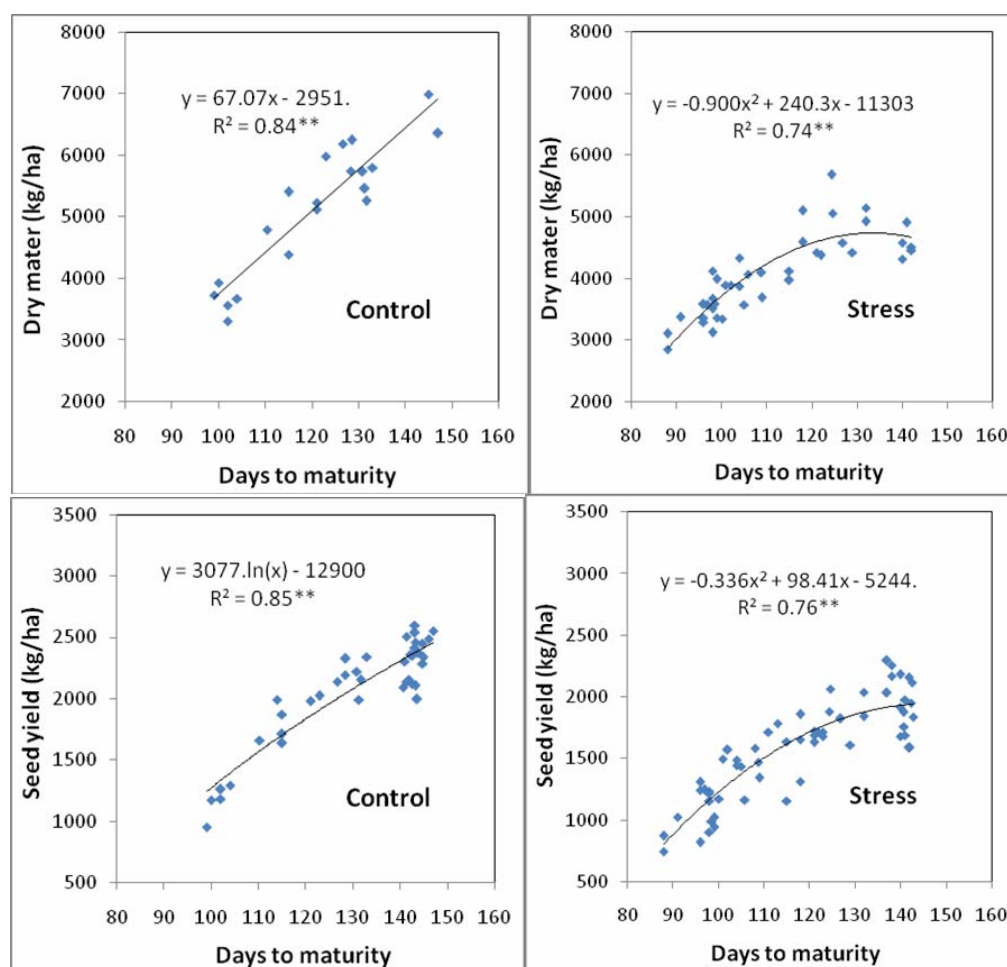 8000
7000
6000
5000
4000
3000
2000
Dry mater (kg/ha)
y = 67.07x - 2951.
R² = 0.84**
Control
80 90 100 110 120 130 140 150 160
Days to maturity
8000
7000
6000
5000
4000
3000
2000
Dry mater (kg/ha)
y = -0.900x² + 240.3x - 11303
R² = 0.74**
Stress
80 90 100 110 120 130 140 150 160
Days to maturity
3500
3000
2500
2000
1500
1000
500
Seed yield (kg/ha)
y = 3077.ln(x) - 12900
R² = 0.85**
Control
80 90 100 110 120 130 140 150 160
Days to maturity
3500
3000
2500
2000
1500
1000
500
Seed yield (kg/ha)
y = -0.336x² + 98.41x - 5244.
R² = 0.76**
Stress
80 90 100 110 120 130 140 150 160
Days to maturity